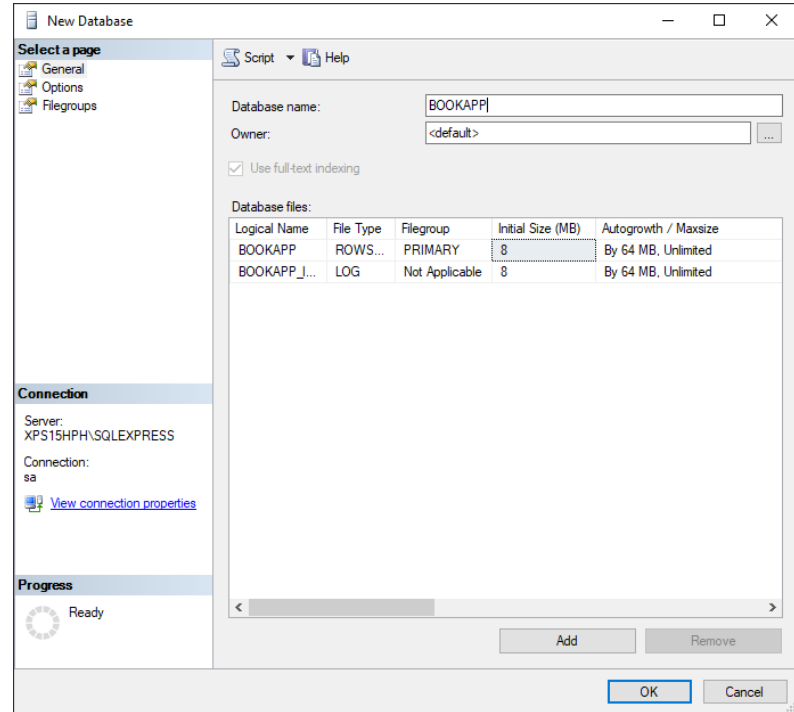 New Database
Select a page
General
Options
Filegroups
Script
Help
Database name:
BOOKAPP
Owner:
<default>
...
Use full-text indexing
Database files:
Logical Name File Type Filegroup Initial Size (MB) Autogrowth / Maxsize
BOOKAPP ROWS... PRIMARY 8 By 64 MB, Unlimited
BOOKAPP_l... LOG Not Applicable 8 By 64 MB, Unlimited
Connection
Server:
XPS15HPH\SQLEXPRESS
Connection:
sa
View connection properties
Progress
Ready
Add Remove
OK Cancel